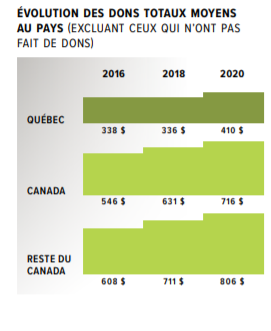 ÉVOLUTION DES DONS TOTAUX MOYENS
AU PAYS (EXCLUANT CEUX QUI N'ONT PAS
FAIT DE DONS)
2016 2018 2020
QUÉBEC
338 $ 336 $ 410 $
CANADA
546 $ 631 $ 716 $
RESTE DU
CANADA
608 $ 711 $ 806 $